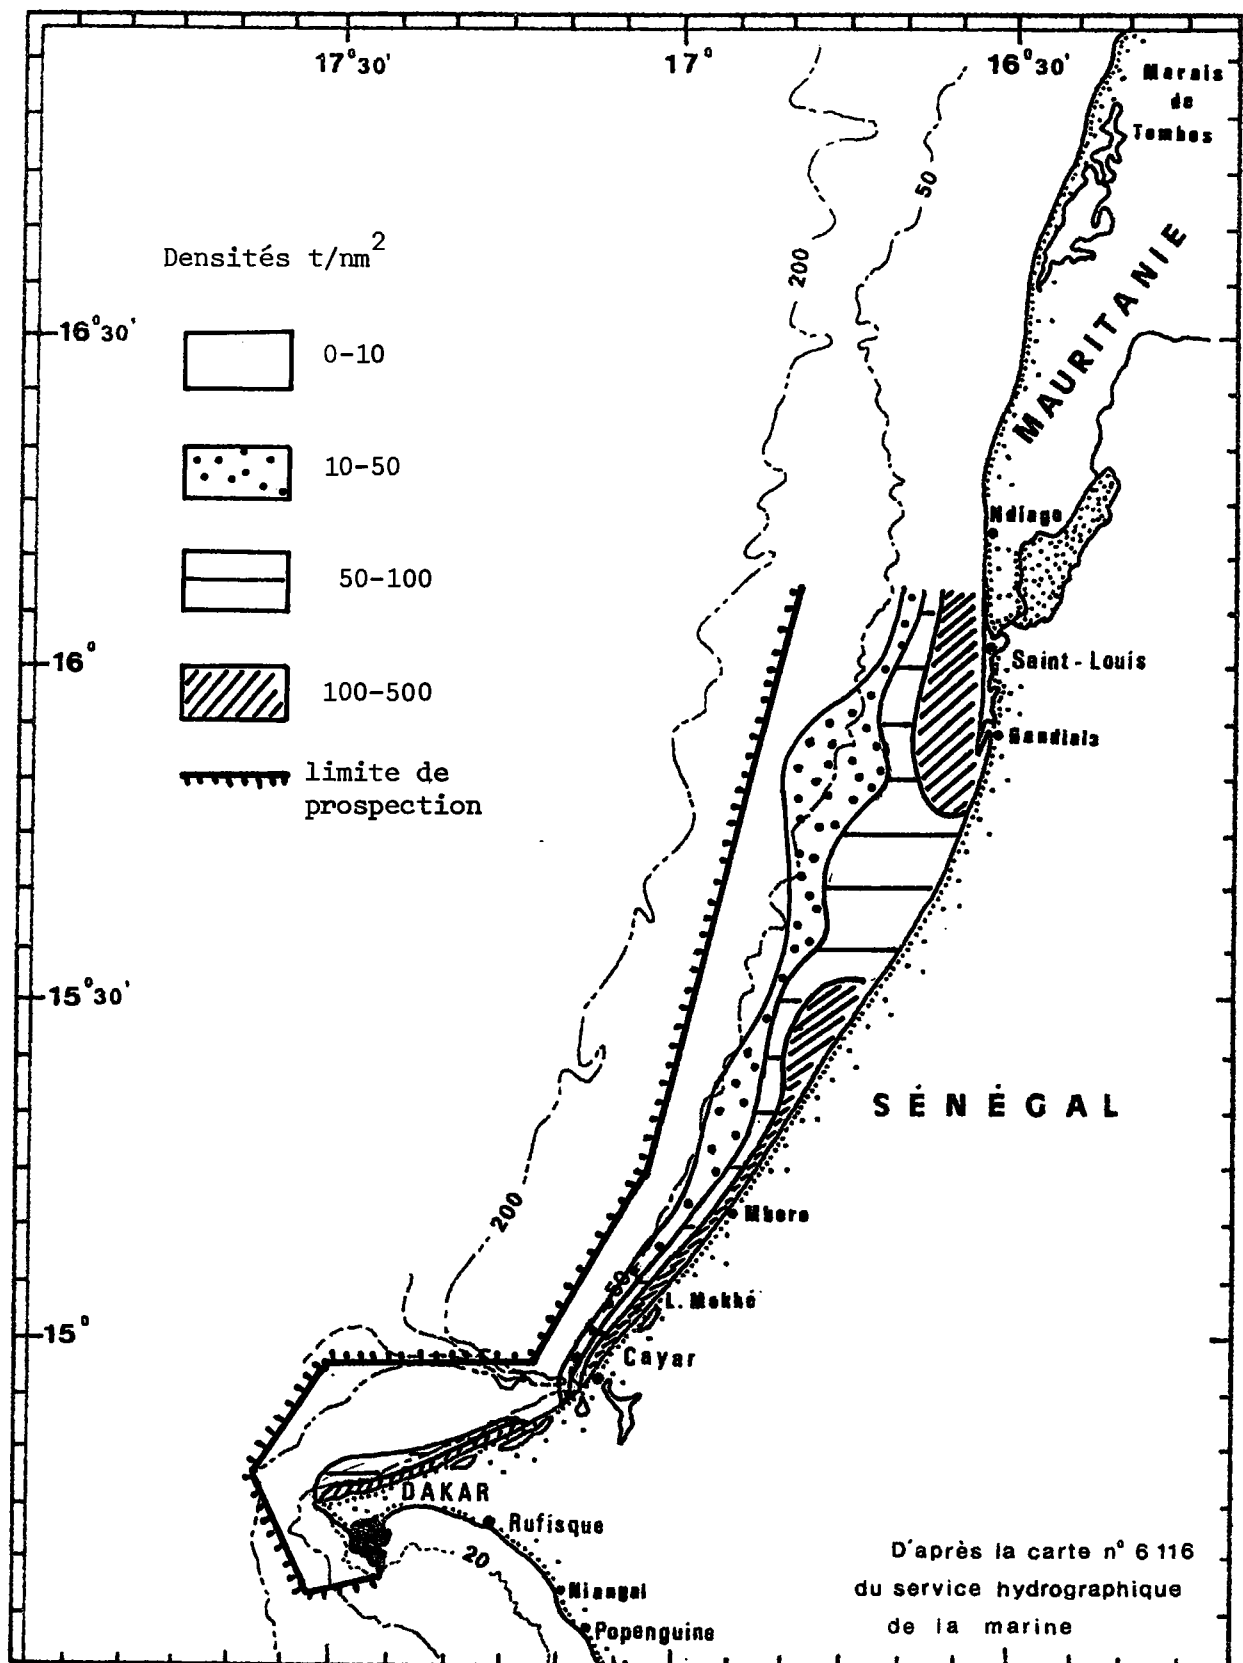 17°30'
17°
16°30'
Marais
de
Tombos
50
200
Densités t/nm²
MAURITANIE
16°30'
0-10
10-50
Ndiago
50-100
16°
Saint-Louis
100-500
Gandiole
limite de
prospection
15°30'
SÉNÉGAL
200
Mboro
50
L. Mekhé
15°
Cayar
DAKAR
Rufisque
20
D'après la carte n° 6 116
du service hydrographique
de la marine
Niangal
Popenguine